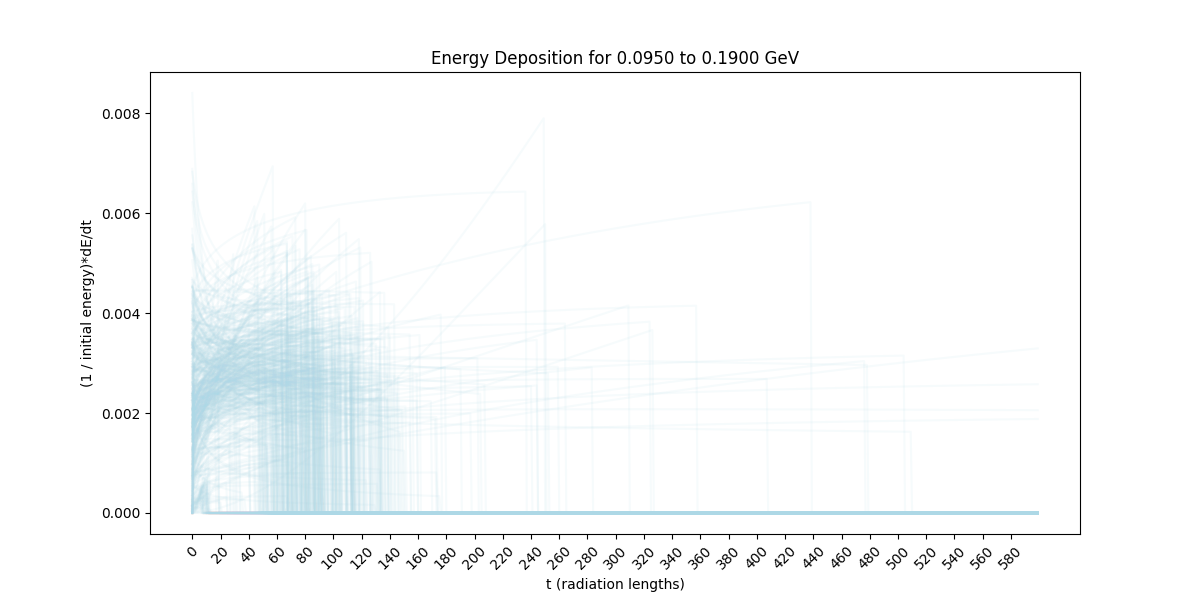 Energy Deposition for 0.0950 to 0.1900 GeV
(1 / initial energy)*dE/dt
0.008
0.006
0.004
0.002
0.000
0 20 40 60 80 100 120 140 160 180 200 220 240 260 280 300 320 340 360 380 400 420 440 460 480 500 520 540 560 580
t (radiation lengths)